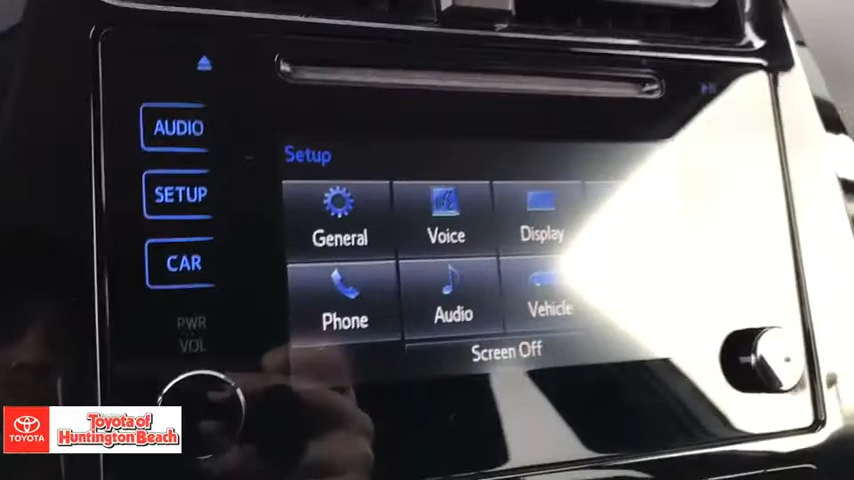 AUDIO
SETUP
CAR
PWR
VOL
Setup
General
Voice
Display
Phone
Audio
Vehicle
Screen Off
TOYOTA
Toyota of
Huntington Beach